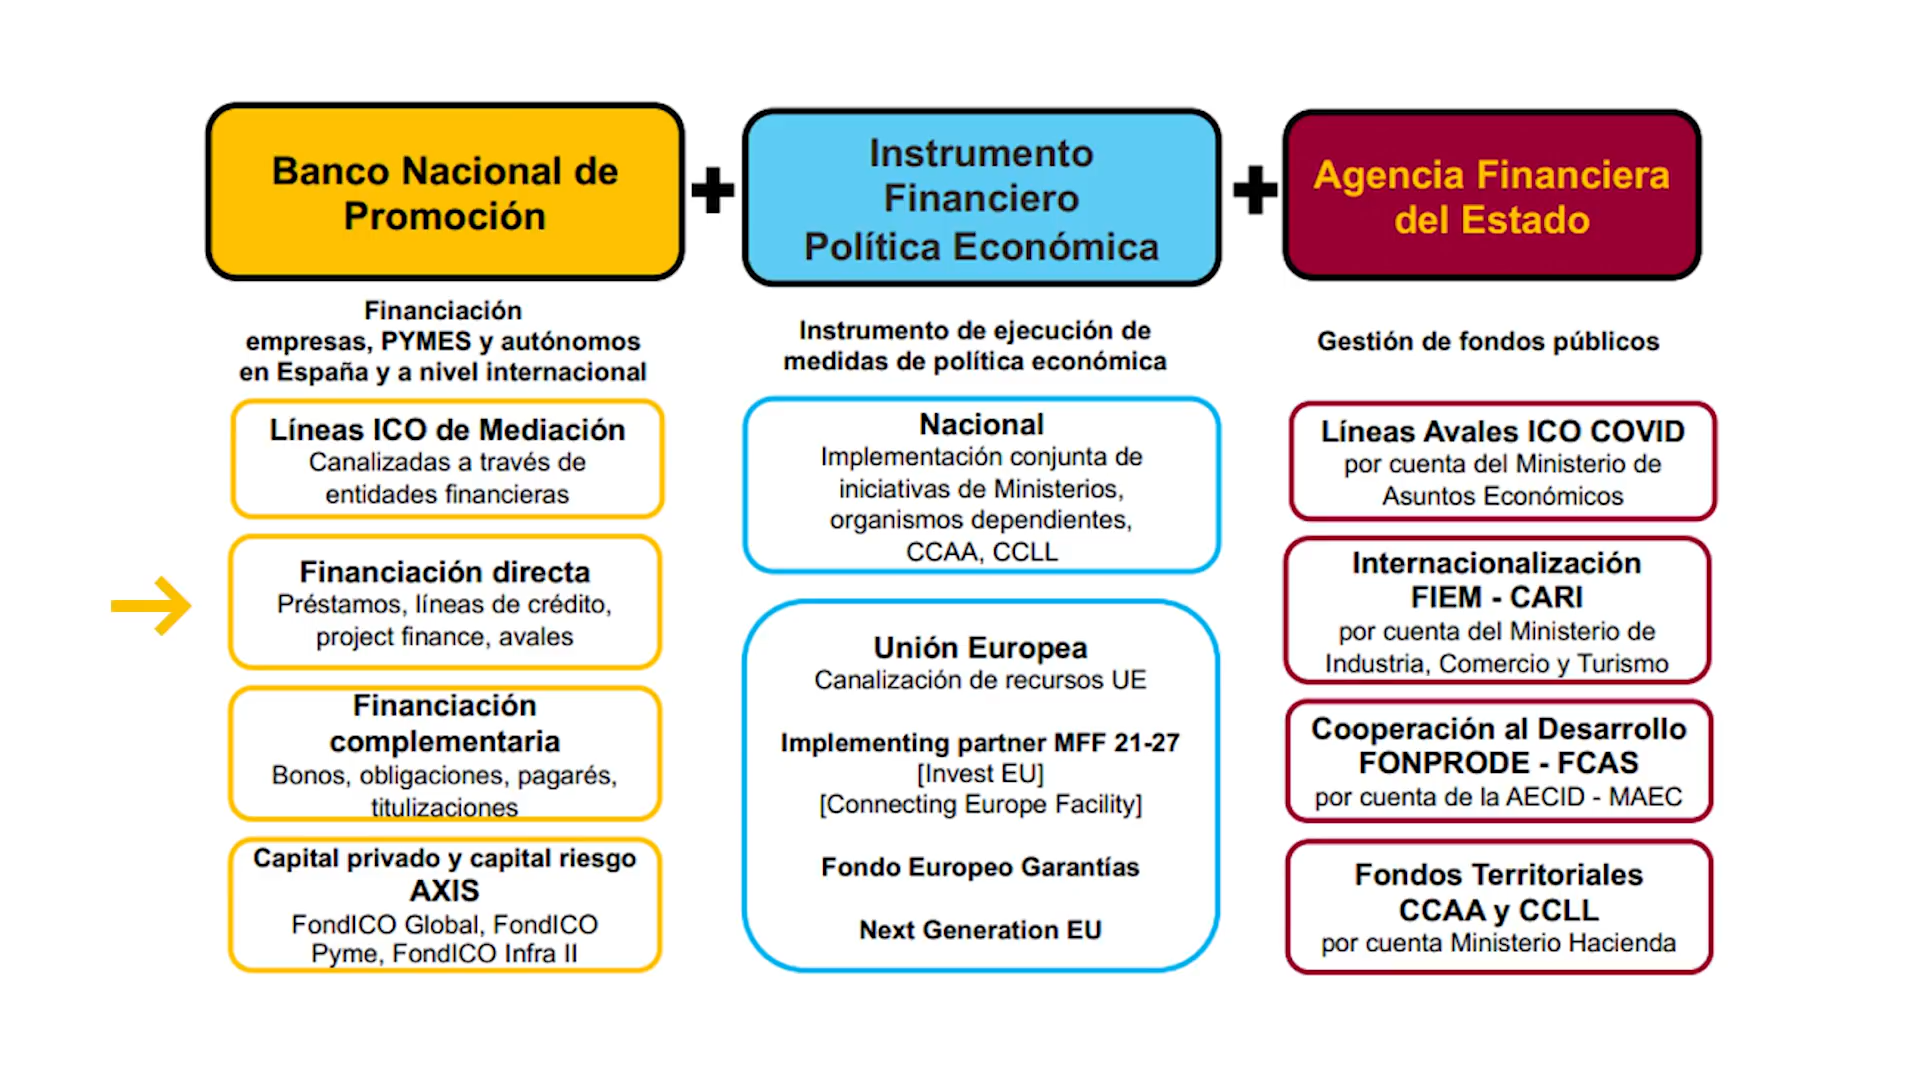 Banco Nacional de
Promoción
Financiación
empresas, PYMES y autónomos
en España y a nivel internacional
Líneas ICO de Mediación
Canalizadas a través de
entidades financieras
Financiación directa
Préstamos, líneas de crédito,
project finance, avales
Financiación
complementaria
Bonos, obligaciones, pagarés,
titulizaciones
Capital privado y capital riesgo
AXIS
FondICO Global, FondICO
Pyme, FondICO Infra II
Instrumento
Financiero
Política Económica
Instrumento de ejecución de
medidas de política económica
Nacional
Implementación conjunta de
iniciativas de Ministerios,
organismos dependientes,
CCAA, CCLL
Unión Europea
Canalización de recursos UE
Implementing partner MFF 21-27
[Invest EU]
[Connecting Europe Facility]
Fondo Europeo Garantías
Next Generation EU
Agencia Financiera
del Estado
Gestión de fondos públicos
Líneas Avales ICO COVID
por cuenta del Ministerio de
Asuntos Económicos
Internacionalización
FIEM - CARI
por cuenta del Ministerio de
Industria, Comercio y Turismo
Cooperación al Desarrollo
FONPRODE - FCAS
por cuenta de la AECID - MAEC
Fondos Territoriales
CCAA y CCLL
por cuenta Ministerio Hacienda